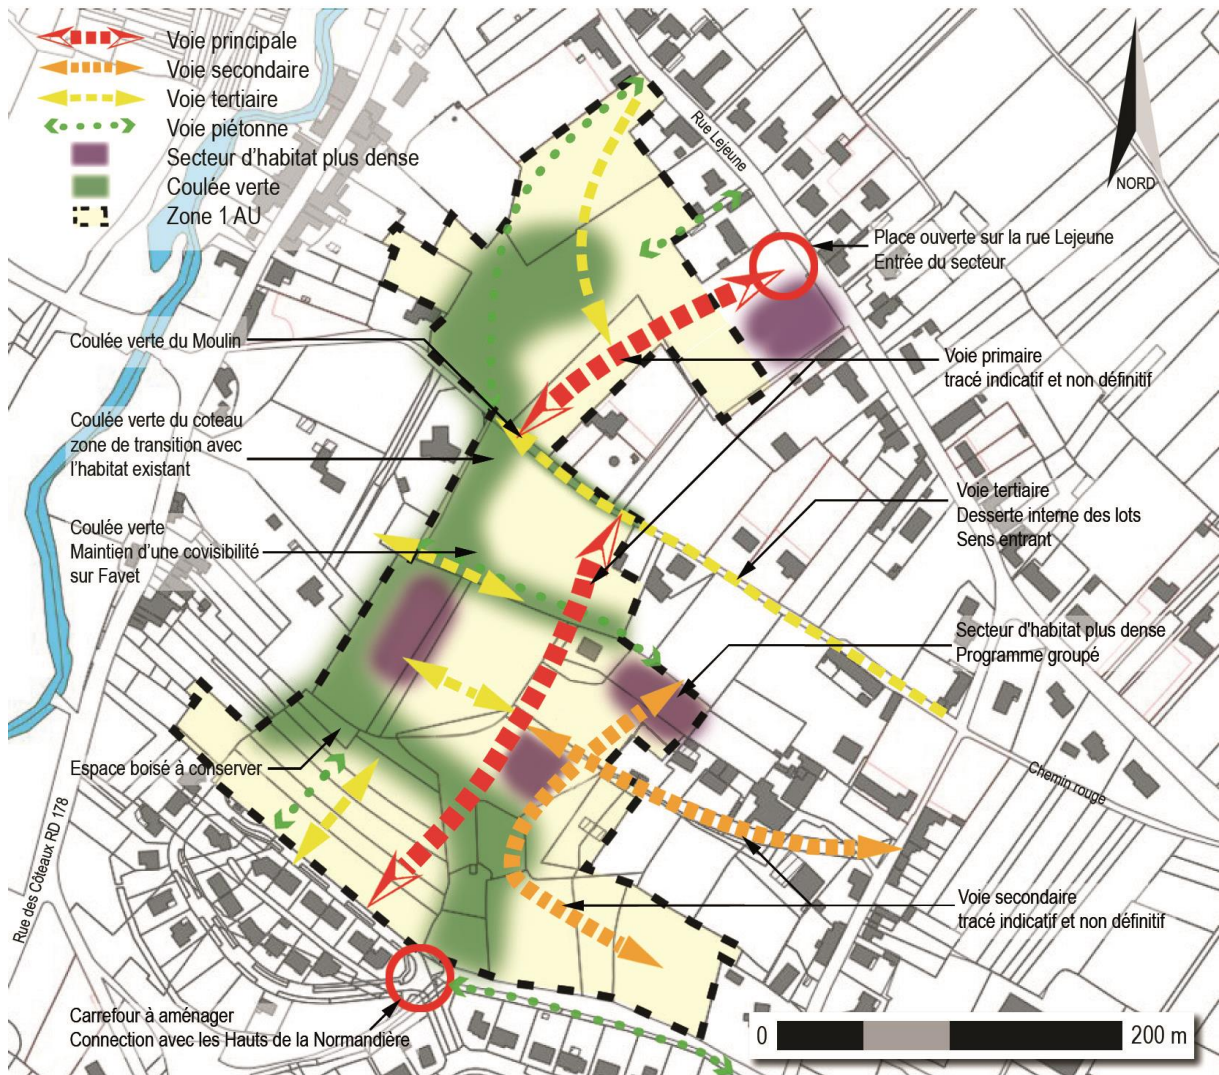 Voie principale
Voie secondaire
Voie tertiaire
Voie piétonne
Secteur d'habitat plus dense
Coulée verte
Zone 1 AU
Rue Lejeune
NORD
Place ouverte sur la rue Lejeune
Entrée du secteur
Coulée verte du Moulin
Voie primaire
tracé indicatif et non définitif
Coulée verte du coteau
zone de transition avec
l'habitat existant
Voie tertiaire
Desserte interne des lots
Sens entrant
Coulée verte
Maintien d'une covisibilité
sur Favet
Secteur d'habitat plus dense
Programme groupé
Espace boisé à conserver
Chemin rouge
Rue des Côteaux RD 178
Voie secondaire
tracé indicatif et non définitif
Carrefour à aménager
Connection avec les Hauts de la Normandière
0 200 m